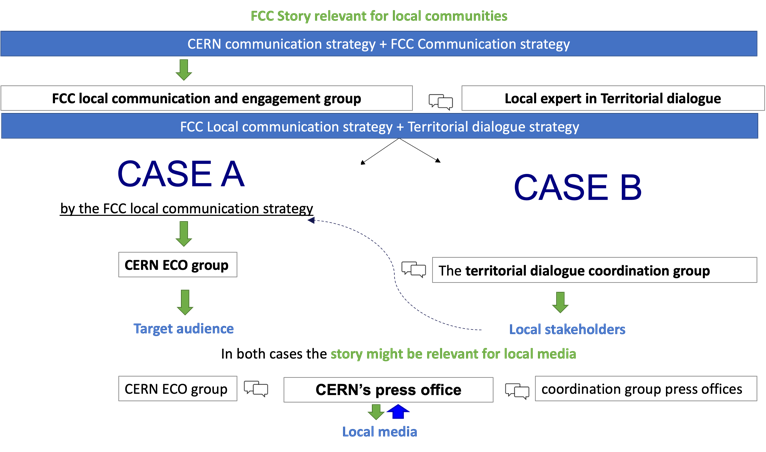 FCC Story relevant for local communities
CERN communication strategy + FCC Communication strategy
FCC local communication and engagement group
Local expert in Territorial dialogue
FCC Local communication strategy + Territorial dialogue strategy
CASE A
CASE B
by the FCC local communication strategy
CERN ECO group
The territorial dialogue coordination group
Target audience
Local stakeholders
In both cases the story might be relevant for local media
CERN ECO group
CERN's press office
coordination group press offices
Local media